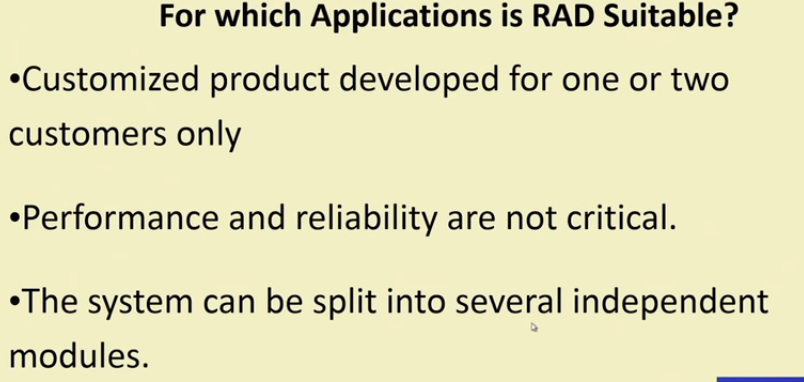 For which Applications is RAD Suitable?
•Customized product developed for one or two
customers only
•Performance and reliability are not critical.
•The system can be split into several independent
modules.